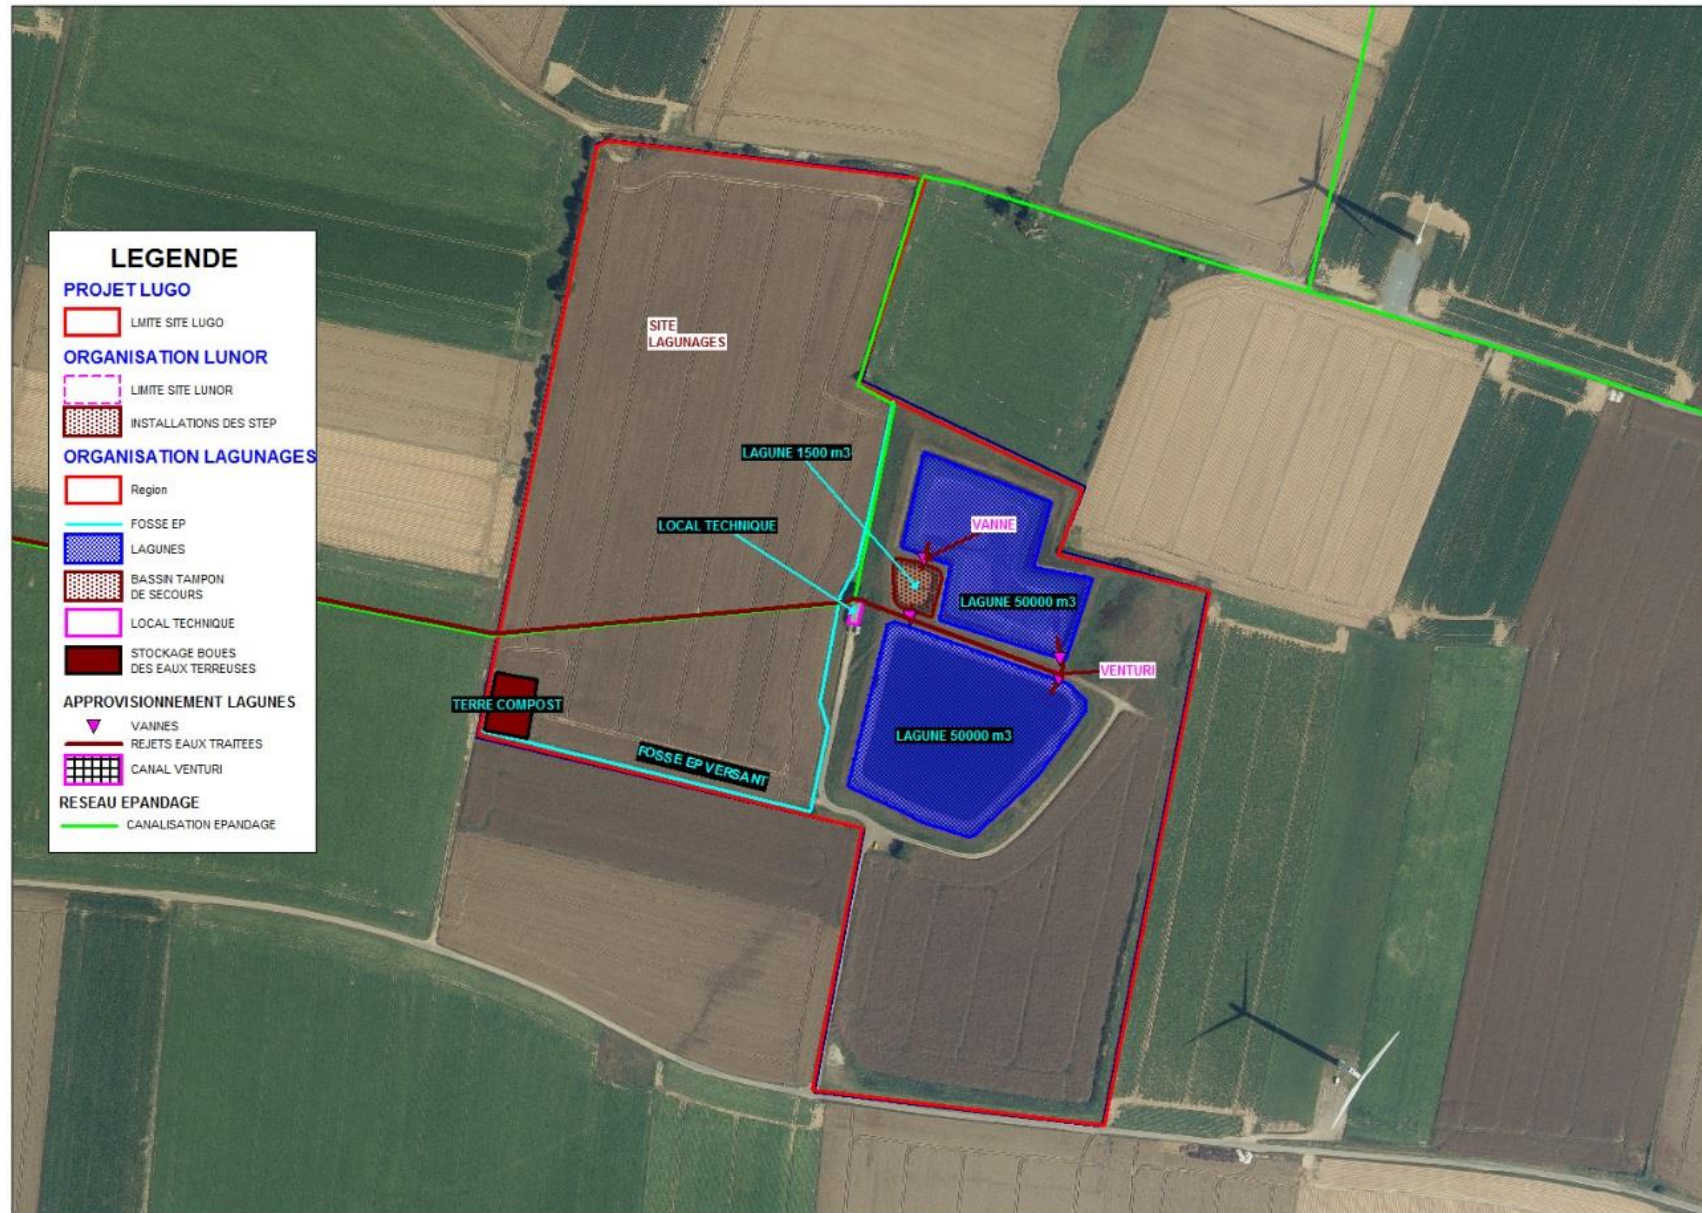 LEGENDE
PROJET LUGO
LMITE SITE LUGO
ORGANISATION LUNOR
LIMITE SITE LUNOR
INSTALLATIONS DES STEP
ORGANISATION LAGUNAGES
Region
FOSSE EP
LAGUNES
BASSIN TAMPON
DE SECOURS
LOCAL TECHNIQUE
STOCKAGE BOUES
DES EAUX TERREUSES
APPROVISIONNEMENT LAGUNES
VANNES
REJETS EAUX TRAITEES
CANAL VENTURI
RESEAU EPANDAGE
CANALISATION EPANDAGE
SITE
LAGUNAGES
LAGUNE 1500 m3
LOCAL TECHNIQUE
VANNE
LAGUNE 50000 m3
VENTURI
TERRE COMPOST
LAGUNE 50000 m3
FOSSE EP VERSANT